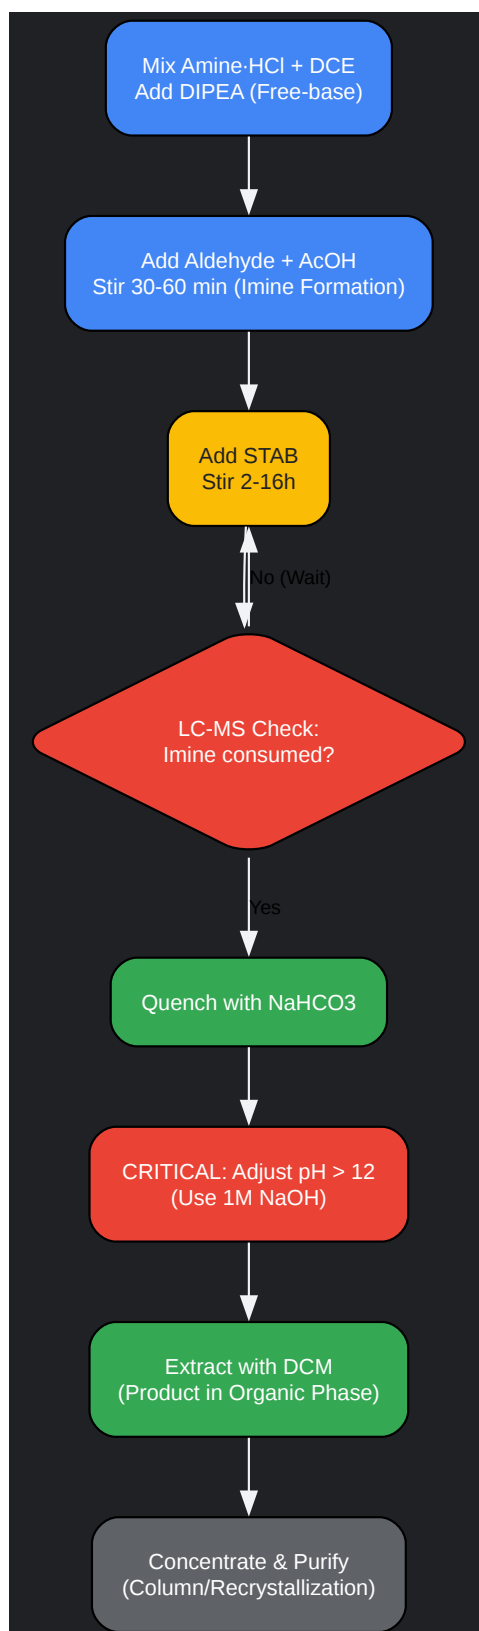 Mix Amine·HCl + DCE
Add DIPEA (Free-base)
Add Aldehyde + AcOH
Stir 30-60 min (Imine Formation)
Add STAB
Stir 2-16h
No (Wait)
LC-MS Check:
Imine consumed?
Yes
Quench with NaHCO3
CRITICAL: Adjust pH > 12
(Use 1M NaOH)
Extract with DCM
(Product in Organic Phase)
Concentrate & Purify
(Column/Recrystallization)